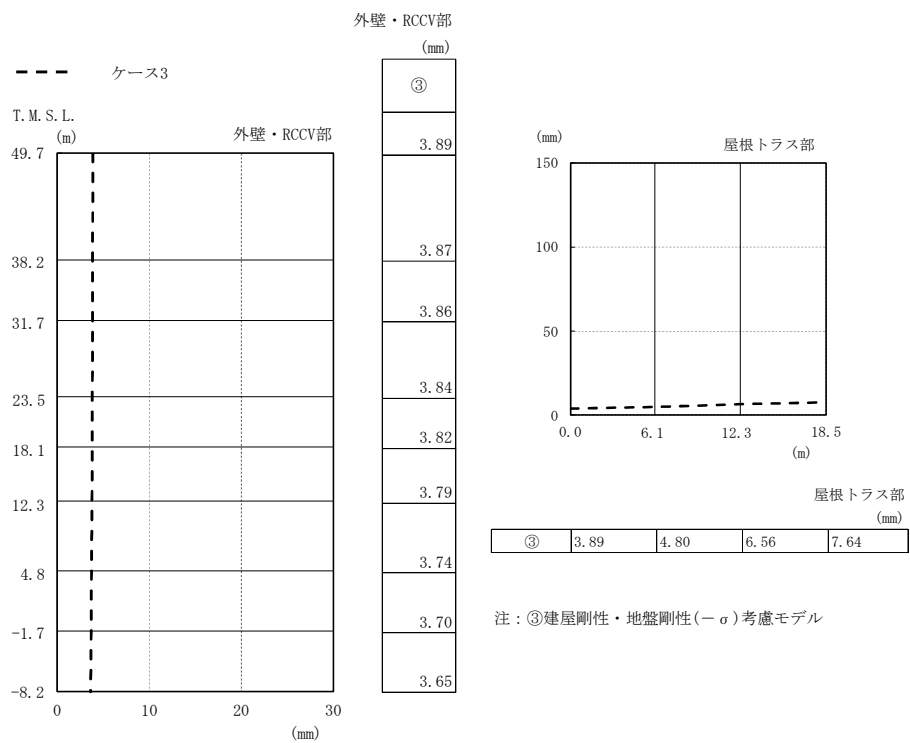 ケース3
T.M.S.L.
(m)
外壁・RCCV部
49.7
38.2
31.7
23.5
18.1
12.3
4.8
-1.7
-8.2
0 10 20 30
(mm)
外壁・RCCV部
(mm)
③
3.89
3.87
3.86
3.84
3.82
3.79
3.74
3.70
3.65
(mm)
屋根トラス部
150
100
50
0
0.0 6.1 12.3 18.5
(m)
屋根トラス部
(mm)
③ 3.89 4.80 6.56 7.64
注：③建屋剛性・地盤剛性(－σ)考慮モデル